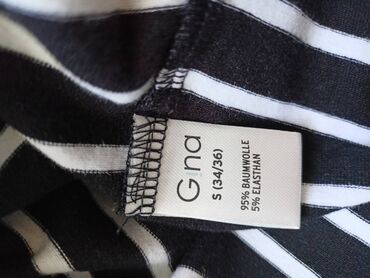 Gina
S (34/36)
95% BAUMWOLLE
5% ELASTHAN